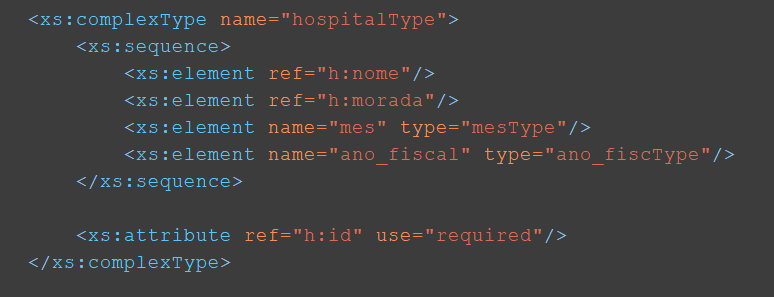 <xs:complexType name="hospitalType">
<xs:sequence>
<xs:element ref="h:nome"/>
<xs:element ref="h:morada"/>
<xs:element name="mes" type="mesType"/>
<xs:element name="ano_fiscal" type="ano_fiscType"/>
</xs:sequence>
<xs:attribute ref="h:id" use="required"/>
</xs:complexType>